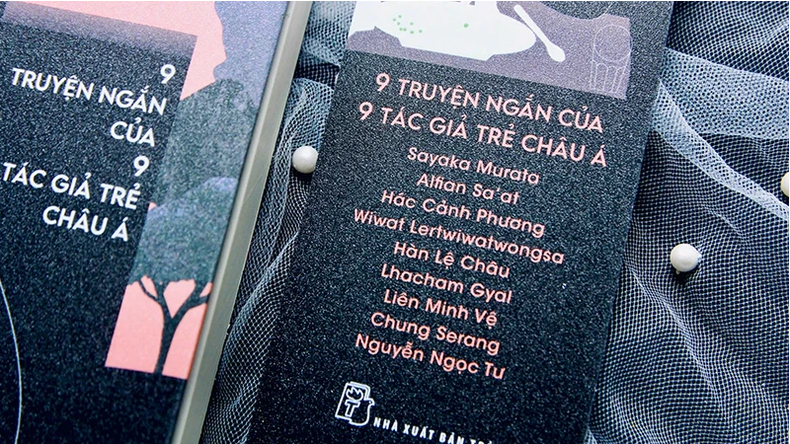 9
TRUYỆN NGẮN
CỦA
9
TÁC GIẢ TRẺ
CHÂU Á
9 TRUYỆN NGẮN CỦA
9 TÁC GIẢ TRẺ CHÂU Á
Sayaka Murata
Alfian Sa'at
Hác Cảnh Phương
Wiwat Lertwiwatwongsa
Hàn Lệ Châu
Lhacham Gyal
Liên Minh Vệ
Chung Serang
Nguyễn Ngọc Tư
NHÀ XUẤT BẢN